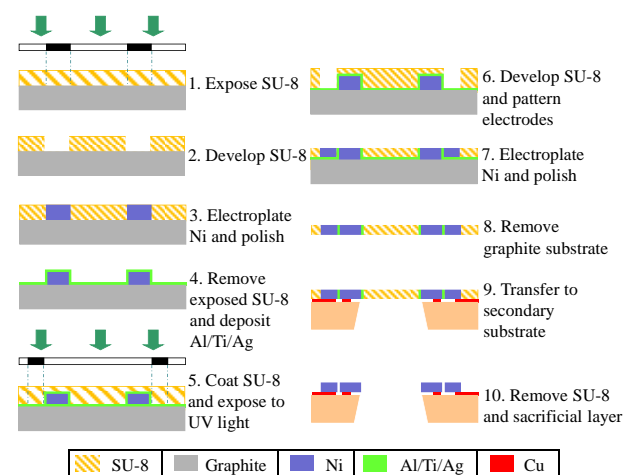 1. Expose SU-8
2. Develop SU-8
3. Electroplate
Ni and polish
4. Remove
exposed SU-8
and deposit
Al/Ti/Ag
5. Coat SU-8
and expose to
UV light
6. Develop SU-8
and pattern
electrodes
7. Electroplate
Ni and polish
8. Remove
graphite substrate
9. Transfer to
secondary
substrate
10. Remove SU-8
and sacrificial layer
SU-8 Graphite Ni Al/Ti/Ag Cu